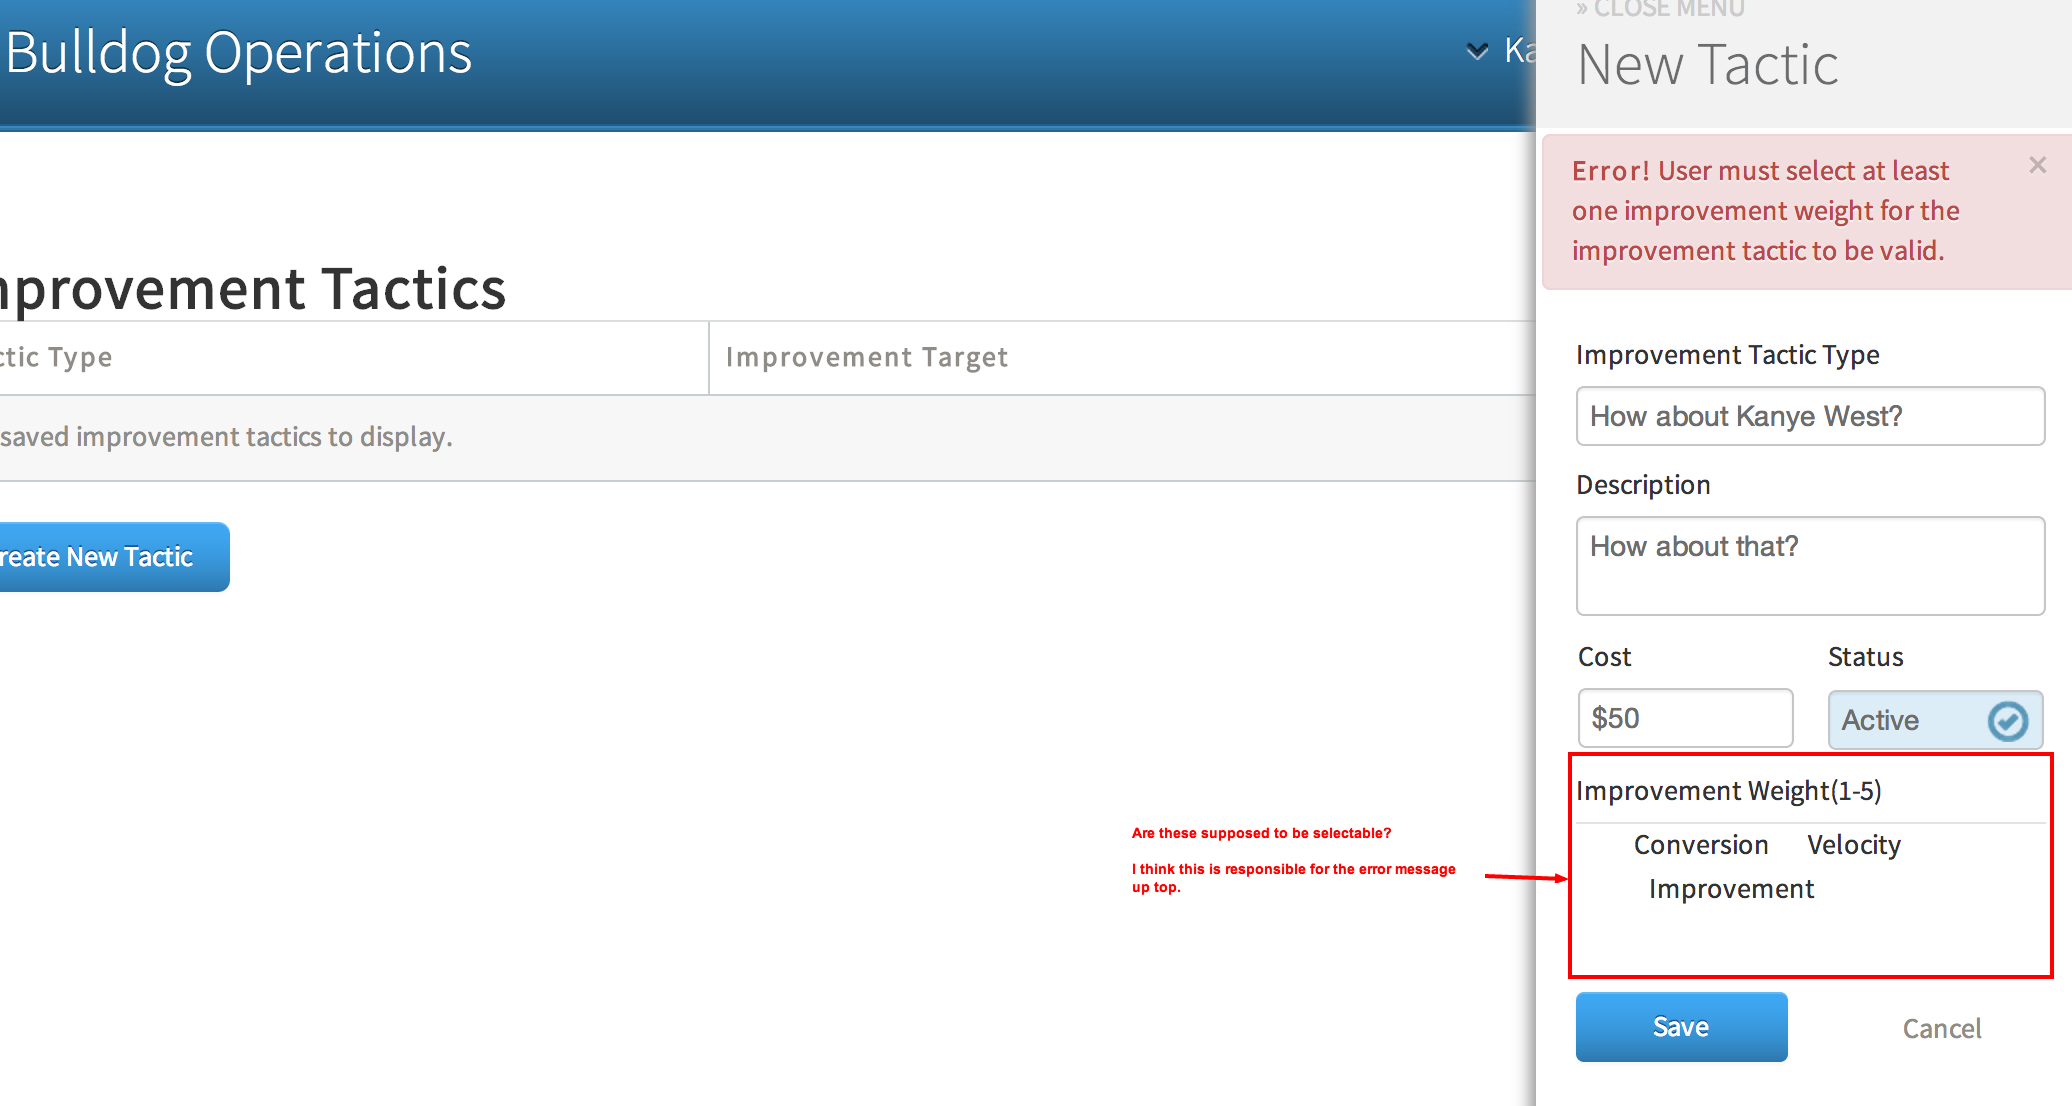 Bulldog Operations
Ka
» CLOSE MENU
New Tactic
Error! User must select at least
one improvement weight for the
improvement tactic to be valid.
×
nprovement Tactics
ctic Type
Improvement Target
saved improvement tactics to display.
reate New Tactic
Improvement Tactic Type
How about Kanye West?
Description
How about that?
Cost
Status
$50
Active
Improvement Weight(1-5)
Conversion Velocity
Improvement
Are these supposed to be selectable?
I think this is responsible for the error message
up top.
Save
Cancel